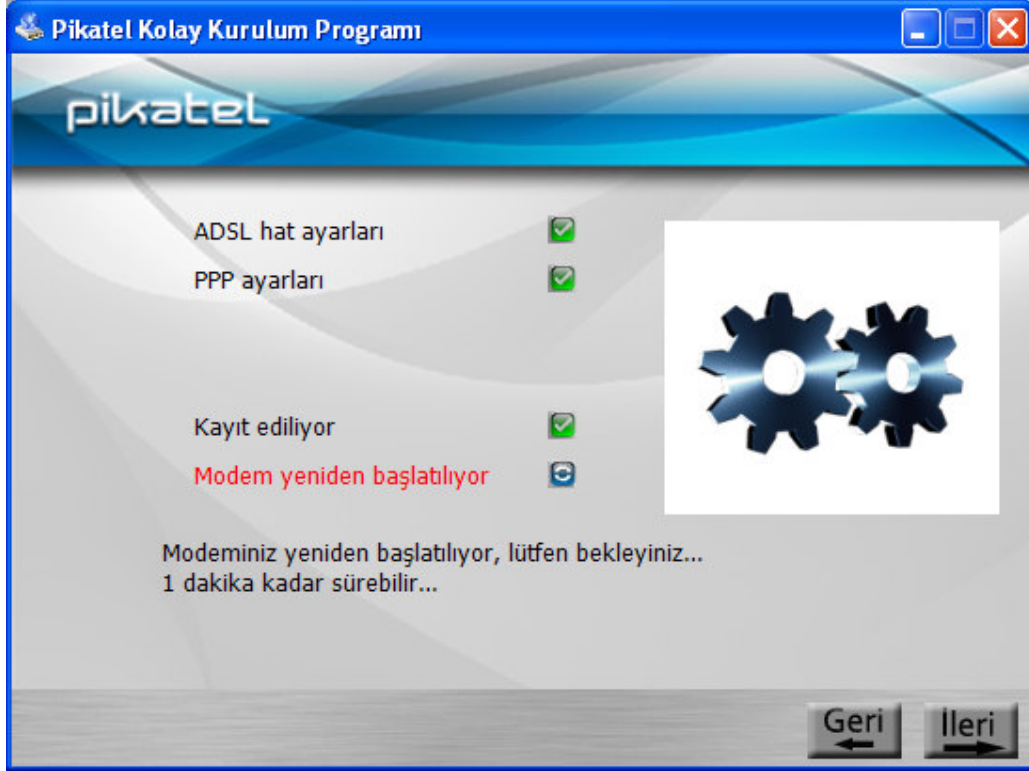 Pikatel Kolay Kurulum Programı
pikatel
ADSL hat ayarları
PPP ayarları
Kayıt ediliyor
Modem yeniden başlatılıyor
Modeminiz yeniden başlatılıyor, lütfen bekleyiniz...
1 dakika kadar sürebilir...
Geri
İleri